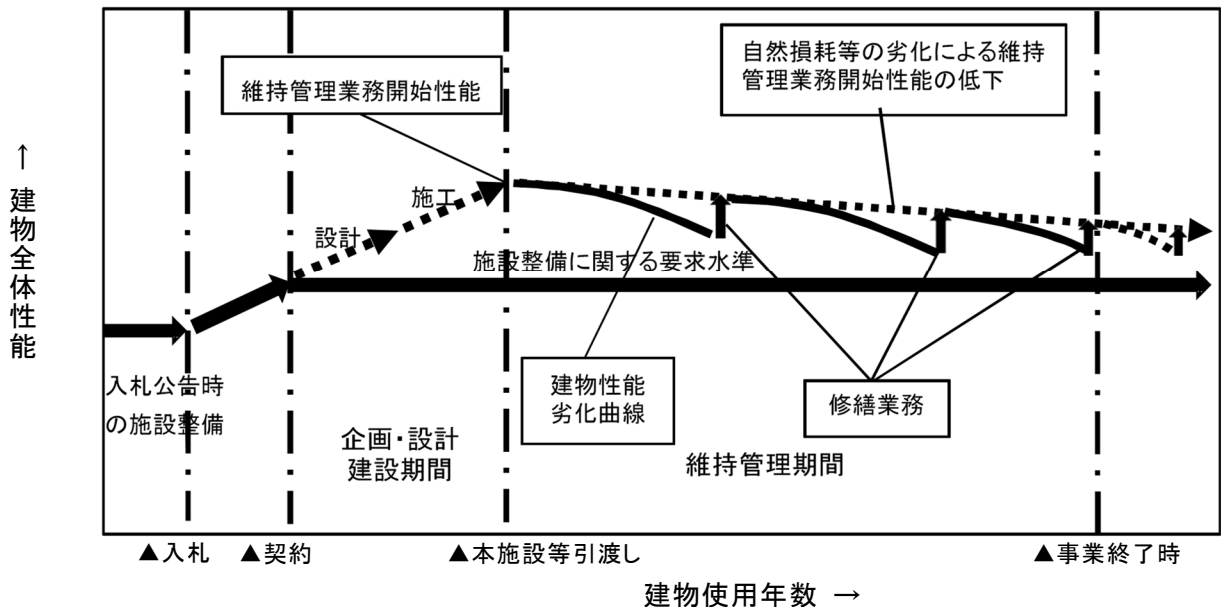 維持管理業務開始性能
自然損耗等の劣化による維持
管理業務開始性能の低下
↑
建物全体性能
施工
設計
施設整備に関する要求水準
入札公告時
の施設整備
建物性能
劣化曲線
修繕業務
企画・設計
建設期間
維持管理期間
▲入札
▲契約
▲本施設等引渡し
▲事業終了時
建物使用年数 →